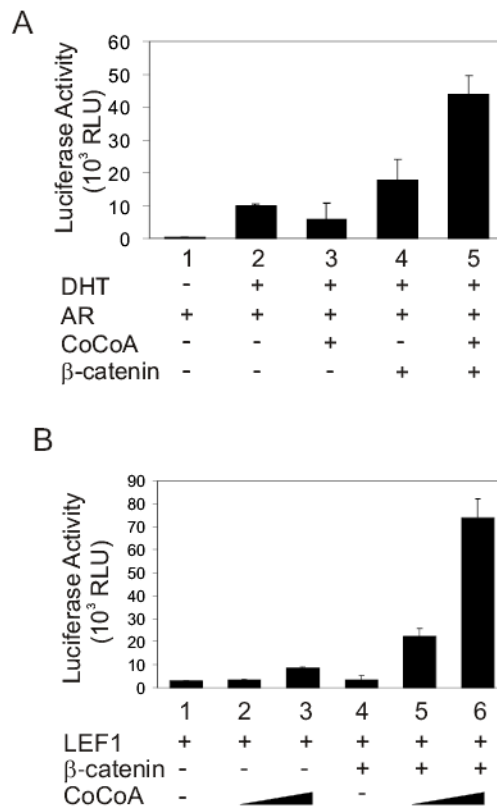 A
Luciferase Activity
(10³ RLU)
60
50
40
30
20
10
0
1 2 3 4 5
DHT - + + + +
AR + + + + +
CoCoA - - + - +
β-catenin - - - + +
B
Luciferase Activity
(10³ RLU)
90
80
70
60
50
40
30
20
10
0
1 2 3 4 5 6
LEF1 + + + + + +
β-catenin - - - + + +
CoCoA - -